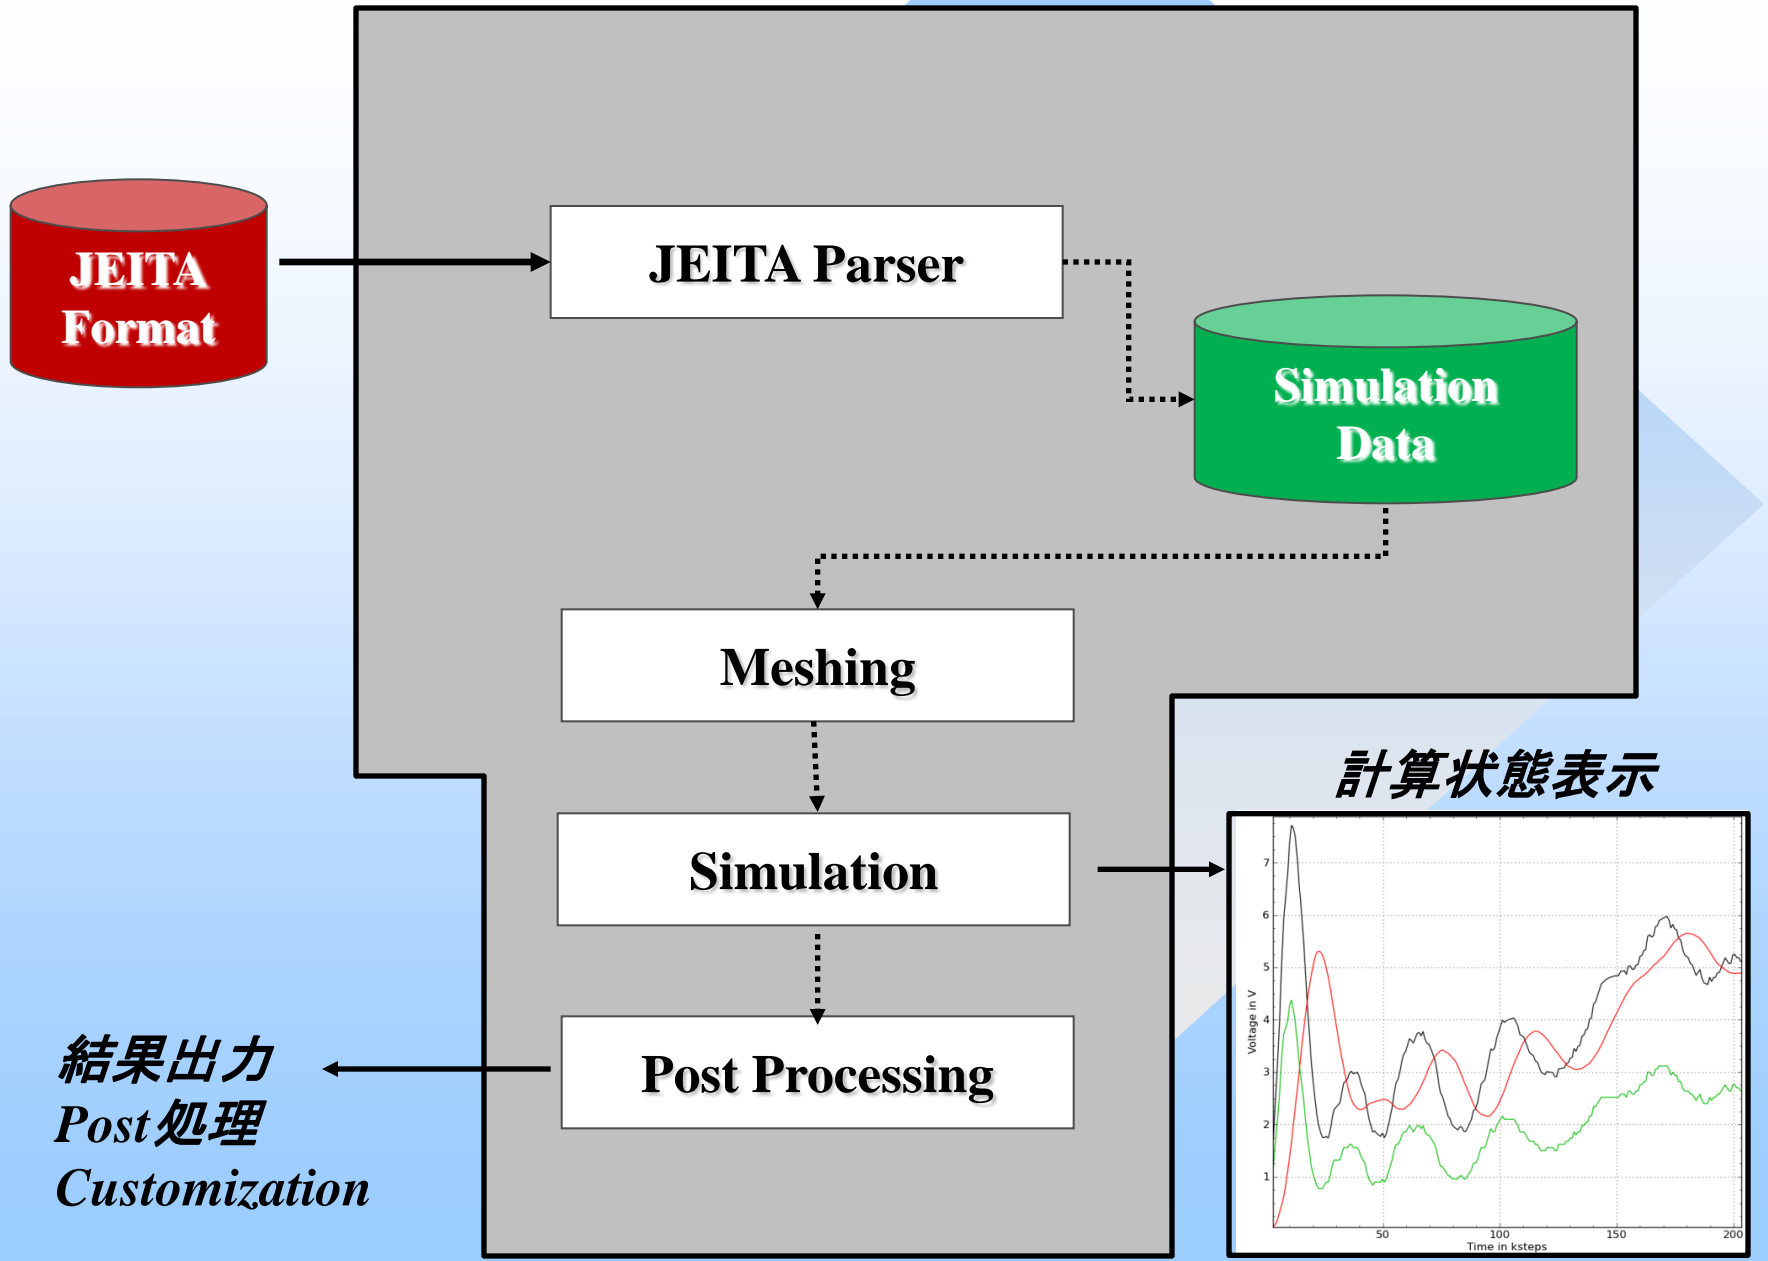 JEITA
Format
JEITA Parser
Simulation
Data
Meshing
計算状態表示
Simulation
7
6
5
4
3
2
1
Voltage in V
50
100
150
200
Time in ksteps
Post Processing
結果出力
Post処理
Customization